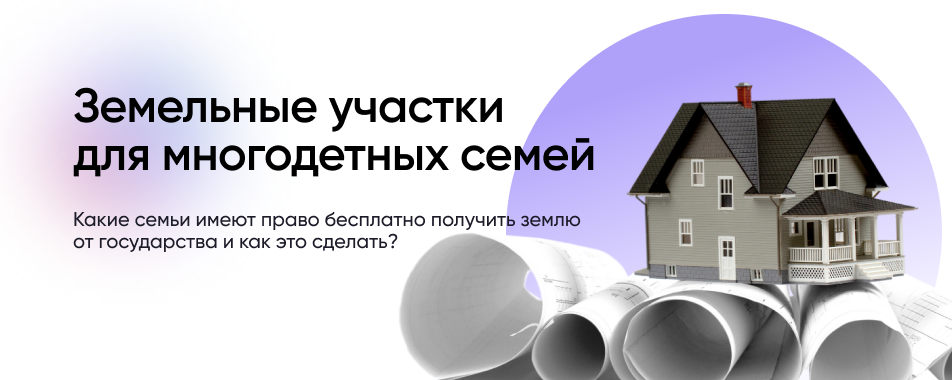 Земельные участки
для многодетных семей
Какие семьи имеют право бесплатно получить землю
от государства и как это сделать?